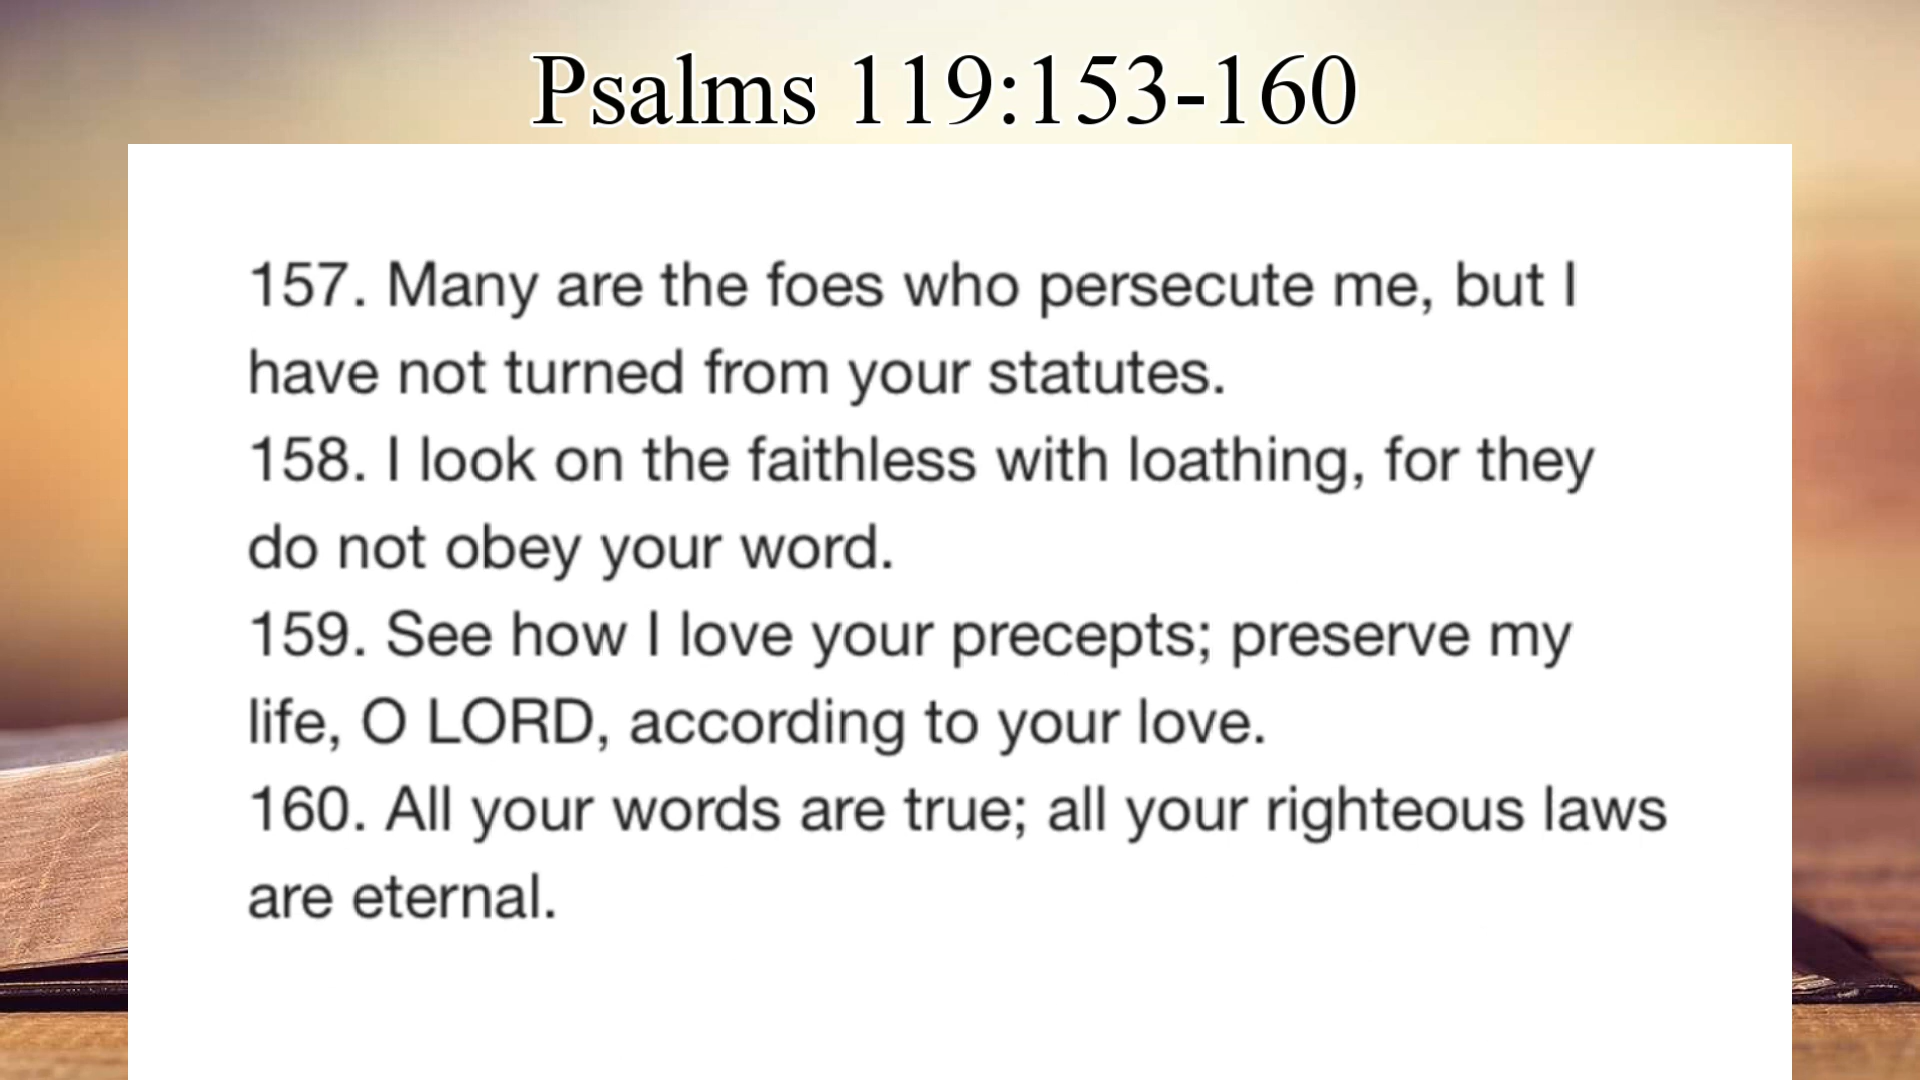 Psalms 119:153-160
157. Many are the foes who persecute me, but I
have not turned from your statutes.
158. I look on the faithless with loathing, for they
do not obey your word.
159. See how I love your precepts; preserve my
life, O LORD, according to your love.
160. All your words are true; all your righteous laws
are eternal.